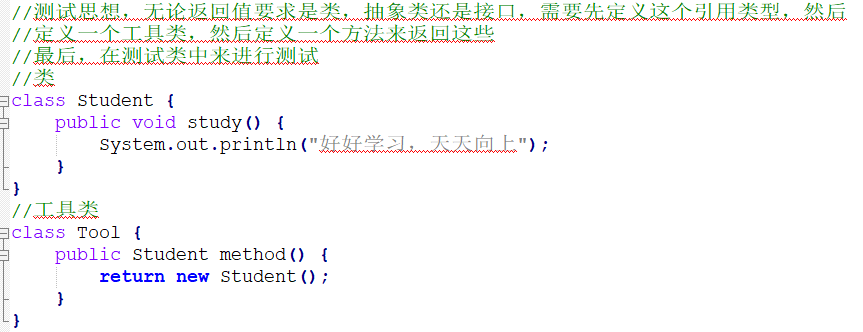 //测试思想，无论返回值要求是类，抽象类还是接口，需要先定义这个引用类型，然后
//定义一个工具类，然后定义一个方法来返回这些
//最后，在测试类中来进行测试
//类
class Student {
    public void study() {
        System.out.println("好好学习，天天向上");
    }
}
//工具类
class Tool {
    public Student method() {
        return new Student();
    }
}